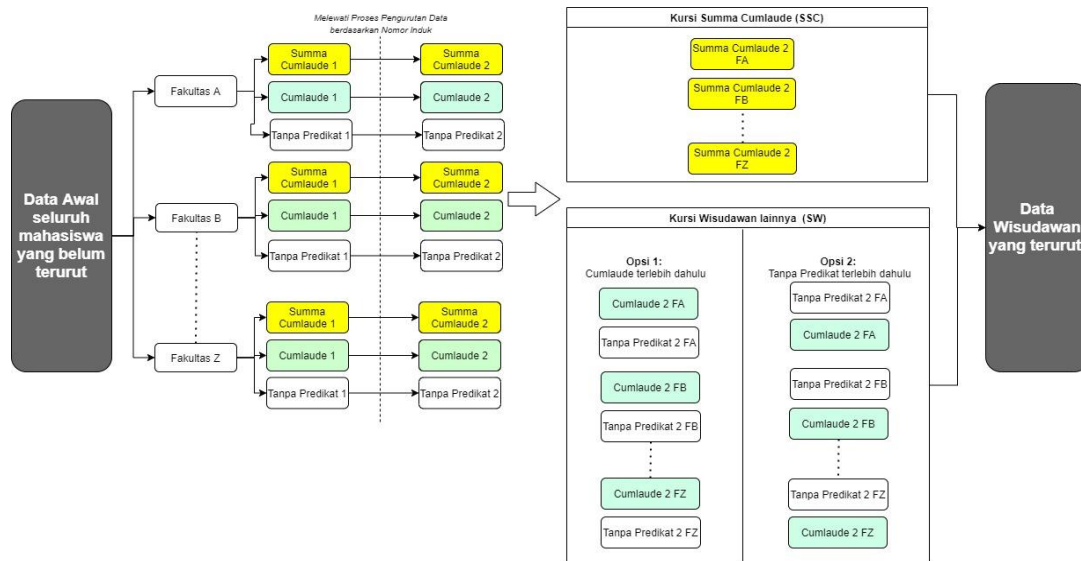 Melewati Proses Pengurutan Data
berdasarkan Nomor Induk
Data Awal
seluruh
mahasiswa
yang belum
terurut
Fakultas A
Summa
Cumlaude 1
Summa
Cumlaude 2
Cumlaude 1
Cumlaude 2
Tanpa Predikat 1
Tanpa Predikat 2
Fakultas B
Summa
Cumlaude 1
Summa
Cumlaude 2
Cumlaude 1
Cumlaude 2
Tanpa Predikat 1
Tanpa Predikat 2
Fakultas Z
Summa
Cumlaude 1
Summa
Cumlaude 2
Cumlaude 1
Cumlaude 2
Tanpa Predikat 1
Tanpa Predikat 2
Kursi Summa Cumlaude (SSC)
Summa Cumlaude 2
FA
Summa Cumlaude 2
FB
Summa Cumlaude 2
FZ
Kursi Wisudawan lainnya (SW)
Opsi 1:
Cumlaude terlebih dahulu
Cumlaude 2 FA
Tanpa Predikat 2 FA
Cumlaude 2 FB
Tanpa Predikat 2 FB
Cumlaude 2 FZ
Tanpa Predikat 2 FZ
Opsi 2:
Tanpa Predikat terlebih dahulu
Tanpa Predikat 2 FA
Cumlaude 2 FA
Tanpa Predikat 2 FB
Cumlaude 2 FB
Tanpa Predikat 2 FZ
Cumlaude 2 FZ
Data
Wisudawan
yang terurut